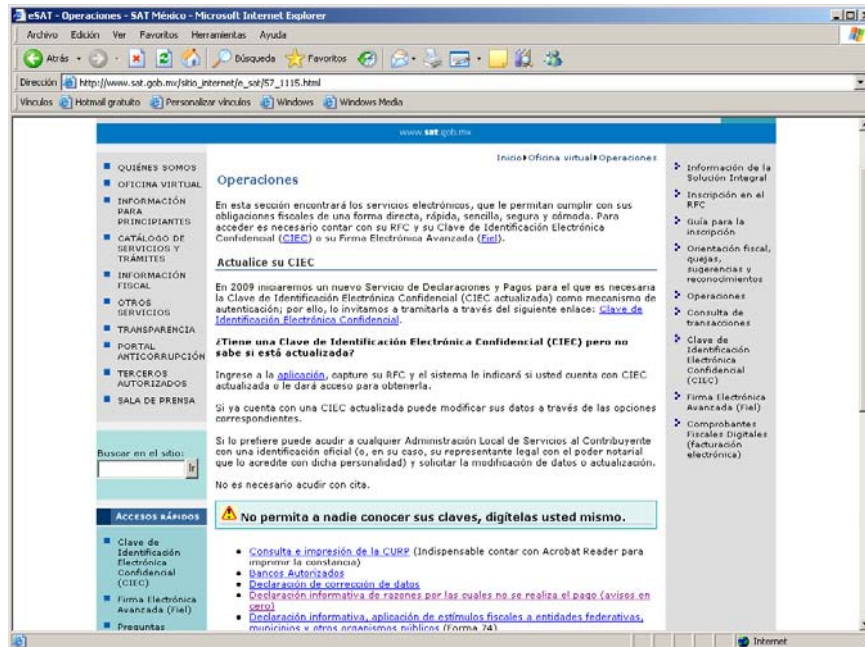 eSAT - Operaciones - SAT México - Microsoft Internet Explorer
Archivo Edición Ver Favoritos Herramientas Ayuda
Atrás Búsqueda Favoritos
Dirección http://www.sat.gob.mx/sitio_internet/e_sat/57_1115.html
Vínculos Hotmail gratuito Personalizar vínculos Windows Windows Media
www.sat.gob.mx
Inicio Oficina virtual Operaciones
QUIÉNES SOMOS
OFICINA VIRTUAL
INFORMACIÓN
PARA
PRINCIPIANTES
CATÁLOGO DE
SERVICIOS Y
TRÁMITES
INFORMACIÓN
FISCAL
OTROS
SERVICIOS
TRANSPARENCIA
PORTAL
ANTICORRUPCIÓN
TERCEROS
AUTORIZADOS
SALA DE PRENSA
Buscar en el sitio:
Ir
ACCESOS RÁPIDOS
Clave de
Identificación
Electrónica
Confidencial
(CIEC)
Firma Electrónica
Avanzada (Fiel)
Preguntas
Operaciones
En esta sección encontrará los servicios electrónicos, que le permitan cumplir con sus
obligaciones fiscales de una forma directa, rápida, sencilla, segura y cómoda. Para
acceder es necesario contar con su RFC y su Clave de Identificación Electrónica
Confidencial (CIEC) o su Firma Electrónica Avanzada (Fiel).
Actualice su CIEC
En 2009 iniciaremos un nuevo Servicio de Declaraciones y Pagos para el que es necesaria
la Clave de Identificación Electrónica Confidencial (CIEC actualizada) como mecanismo de
autenticación; por ello, lo invitamos a tramitarla a través del siguiente enlace: Clave de
Identificación Electrónica Confidencial.
¿Tiene una Clave de Identificación Electrónica Confidencial (CIEC) pero no
sabe si está actualizada?
Ingrese a la aplicación, capture su RFC y el sistema le indicará si usted cuenta con CIEC
actualizada o le dará acceso para obtenerla.
Si ya cuenta con una CIEC actualizada puede modificar sus datos a través de las opciones
correspondientes.
Si lo prefiere puede acudir a cualquier Administración Local de Servicios al Contribuyente
con una identificación oficial (o, en su caso, su representante legal con el poder notarial
que lo acredite con dicha personalidad) y solicitar la modificación de datos o actualización.
No es necesario acudir con cita.
No permita a nadie conocer sus claves, digítelas usted mismo.
Consulta e impresión de la CURP (Indispensable contar con Acrobat Reader para
imprimir la constancia)
Bancos Autorizados
Declaración de corrección de datos
Declaración informativa de razones por las cuales no se realiza el pago (avisos en
cero)
Declaración informativa, aplicación de estímulos fiscales a entidades federativas,
municipios y otros organismos públicos (Forma 74)
Información de la
Solución Integral
Inscripción en el
RFC
Guía para la
inscripción
Orientación fiscal,
quejas,
sugerencias y
reconocimientos
Operaciones
Consulta de
transacciones
Clave de
Identificación
Electrónica
Confidencial
(CIEC)
Firma Electrónica
Avanzada (Fiel)
Comprobantes
Fiscales Digitales
(facturación
electrónica)
Internet